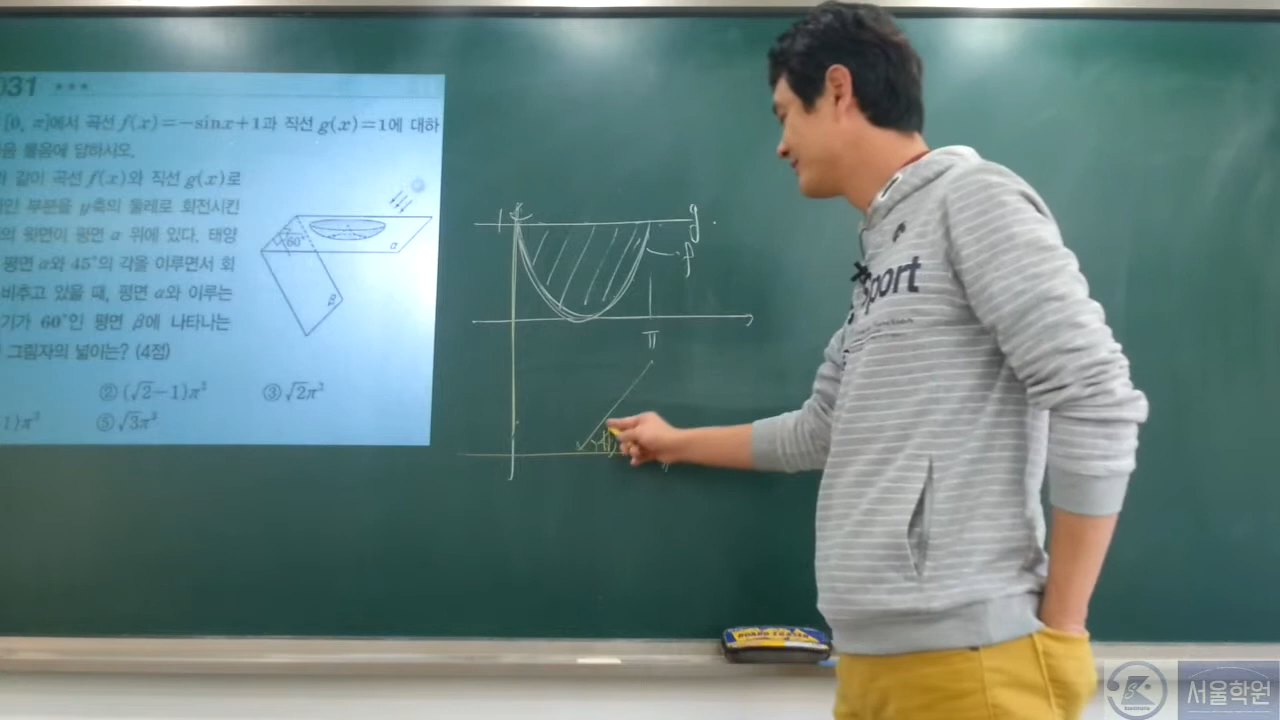 031 ***
[0, π]에서 곡선 f(x)=−sinx+1과 직선 g(x)=1에 대하
물음에 답하시오.
같이 곡선 f(x)와 직선 g(x)로
부분을 y축의 둘레로 회전시킨
의 윗면이 평면 α 위에 있다. 태양
평면 α와 45°의 각을 이루면서
비추고 있을 때, 평면 α와 이루는
기가 60°인 평면 β에 나타나는
그림자의 넓이는? (4점)
60°
α
β
② (√2−1)π³ ③ √2π³
1)π³ ⑤ √3π³
1
g
f
π
Sport
BOARD ERASER
서울학원